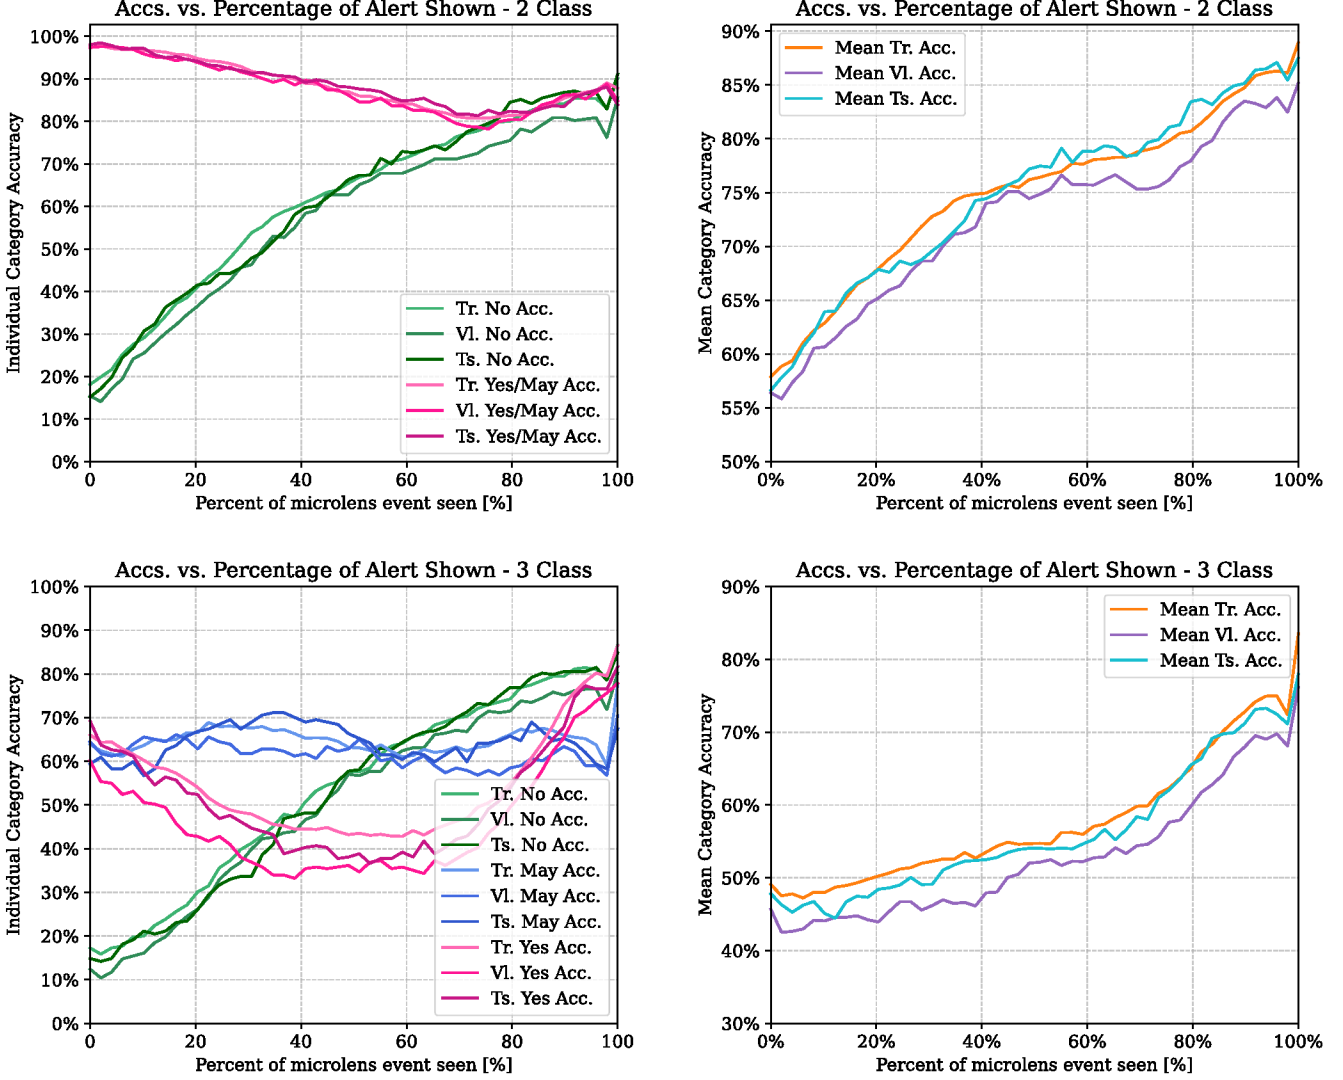 Accs. vs. Percentage of Alert Shown - 2 Class
Individual Category Accuracy
100%
90%
80%
70%
60%
50%
40%
30%
20%
10%
0%
0
20
40
60
80
100
Percent of microlens event seen [%]
Tr. No Acc.
Vl. No Acc.
Ts. No Acc.
Tr. Yes/May Acc.
Vl. Yes/May Acc.
Ts. Yes/May Acc.
Accs. vs. Percentage of Alert Shown - 2 Class
Mean Category Accuracy
90%
85%
80%
75%
70%
65%
60%
55%
50%
0%
20%
40%
60%
80%
100%
Percent of microlens event seen [%]
Mean Tr. Acc.
Mean Vl. Acc.
Mean Ts. Acc.
Accs. vs. Percentage of Alert Shown - 3 Class
Individual Category Accuracy
100%
90%
80%
70%
60%
50%
40%
30%
20%
10%
0%
0
20
40
60
80
100
Percent of microlens event seen [%]
Tr. No Acc.
Vl. No Acc.
Ts. No Acc.
Tr. May Acc.
Vl. May Acc.
Ts. May Acc.
Tr. Yes Acc.
Vl. Yes Acc.
Ts. Yes Acc.
Accs. vs. Percentage of Alert Shown - 3 Class
Mean Category Accuracy
90%
80%
70%
60%
50%
40%
30%
0%
20%
40%
60%
80%
100%
Percent of microlens event seen [%]
Mean Tr. Acc.
Mean Vl. Acc.
Mean Ts. Acc.